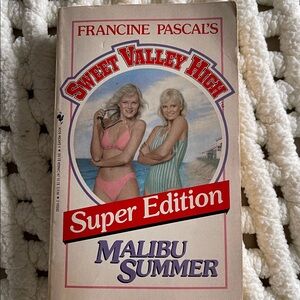 FRANCINE PASCAL'S
SWEET VALLEY HIGH
Super Edition
MALIBU
SUMMER